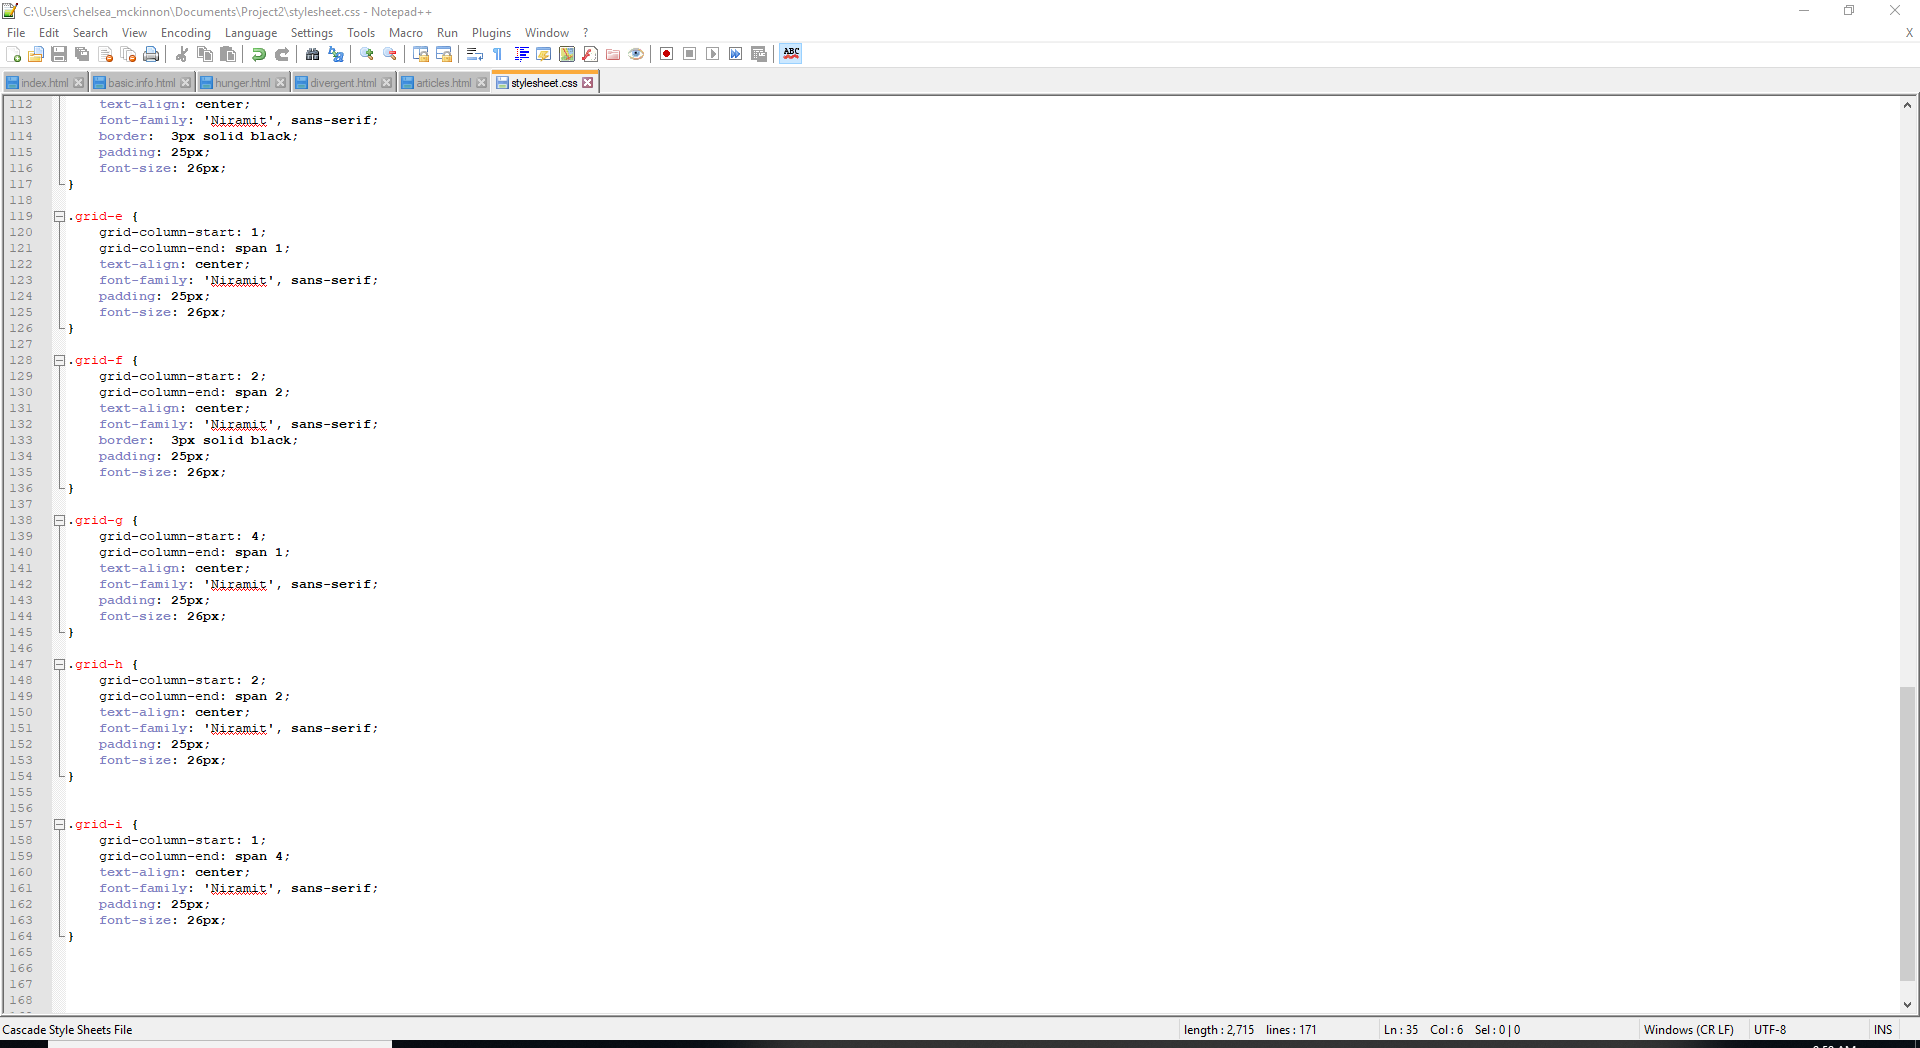 C:\Users\chelsea_mckinnon\Documents\Project2\stylesheet.css - Notepad++
File Edit Search View Encoding Language Settings Tools Macro Run Plugins Window ? X
ABC
index.html basic.info.html hunger.html divergent.html articles.html stylesheet.css
112 text-align: center;
113 font-family: 'Niramit', sans-serif;
114 border:  3px solid black;
115 padding: 25px;
116 font-size: 26px;
117 }
118
119 .grid-e {
120 grid-column-start: 1;
121 grid-column-end: span 1;
122 text-align: center;
123 font-family: 'Niramit', sans-serif;
124 padding: 25px;
125 font-size: 26px;
126 }
127
128 .grid-f {
129 grid-column-start: 2;
130 grid-column-end: span 2;
131 text-align: center;
132 font-family: 'Niramit', sans-serif;
133 border:  3px solid black;
134 padding: 25px;
135 font-size: 26px;
136 }
137
138 .grid-g {
139 grid-column-start: 4;
140 grid-column-end: span 1;
141 text-align: center;
142 font-family: 'Niramit', sans-serif;
143 padding: 25px;
144 font-size: 26px;
145 }
146
147 .grid-h {
148 grid-column-start: 2;
149 grid-column-end: span 2;
150 text-align: center;
151 font-family: 'Niramit', sans-serif;
152 padding: 25px;
153 font-size: 26px;
154 }
155
156
157 .grid-i {
158 grid-column-start: 1;
159 grid-column-end: span 4;
160 text-align: center;
161 font-family: 'Niramit', sans-serif;
162 padding: 25px;
163 font-size: 26px;
164 }
165
166
167
168
Cascade Style Sheets File length : 2,715 lines : 171 Ln : 35 Col : 6 Sel : 0 | 0 Windows (CR LF) UTF-8 INS